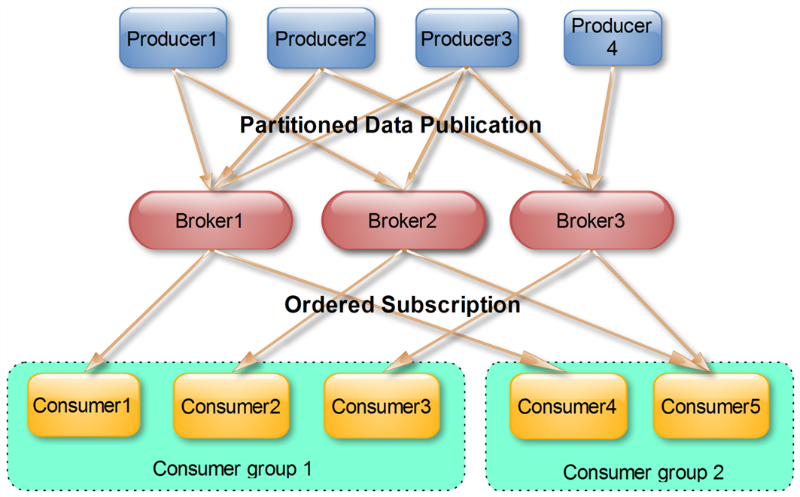 Producer1
Producer2
Producer3
Producer
4
Partitioned Data Publication
Broker1
Broker2
Broker3
Ordered Subscription
Consumer1
Consumer2
Consumer3
Consumer4
Consumer5
Consumer group 1
Consumer group 2